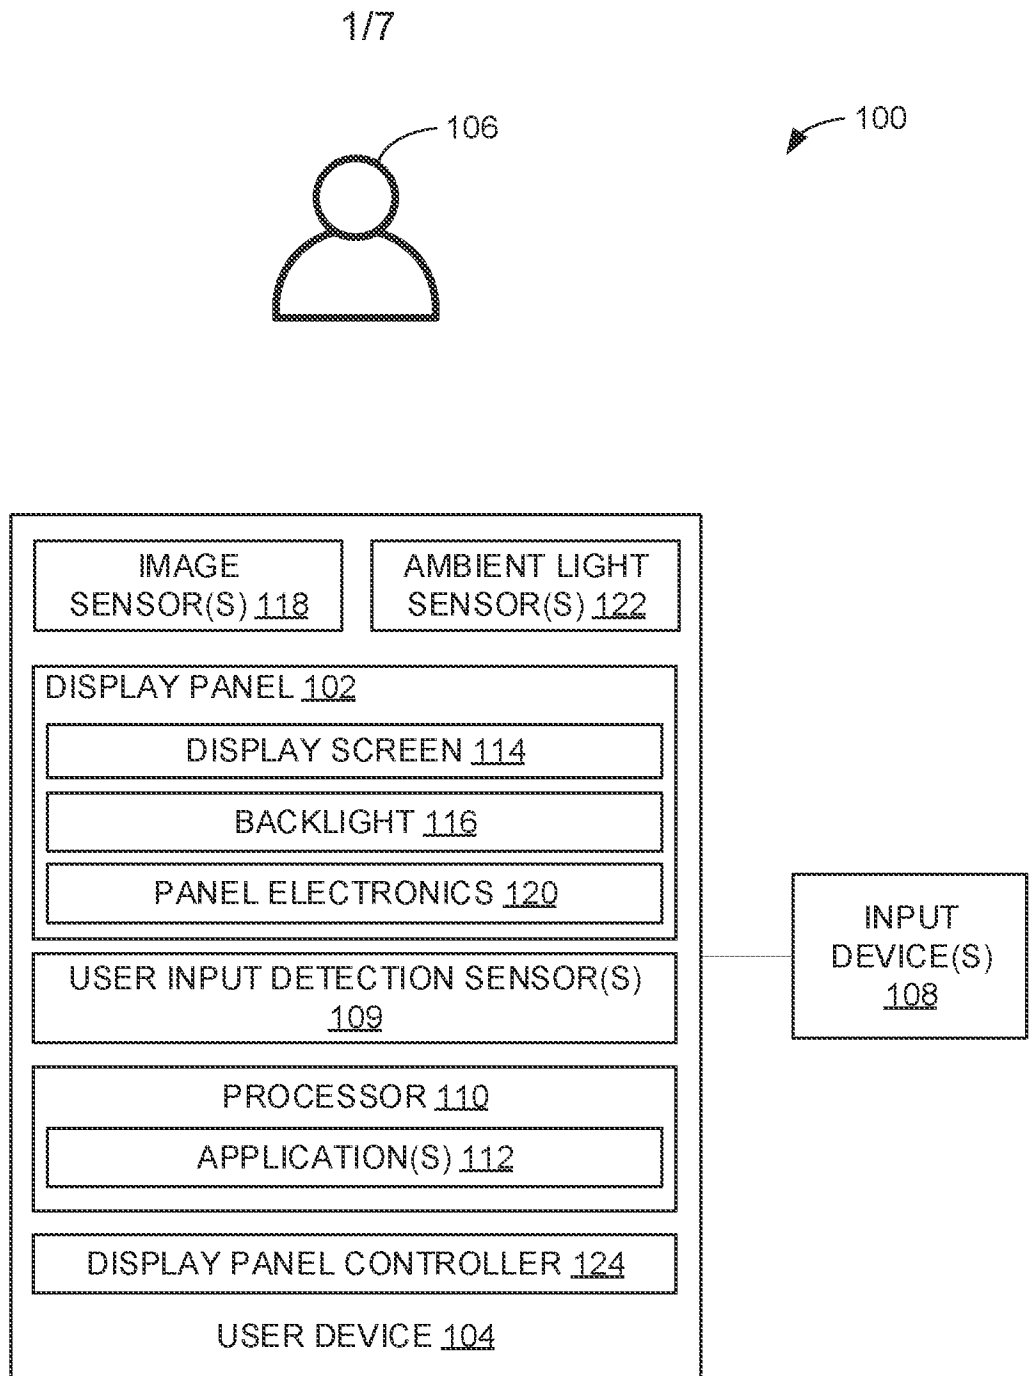 1/7
106
100
IMAGE
SENSOR(S) 118
AMBIENT LIGHT
SENSOR(S) 122
DISPLAY PANEL 102
DISPLAY SCREEN 114
BACKLIGHT 116
PANEL ELECTRONICS 120
USER INPUT DETECTION SENSOR(S)
109
INPUT
DEVICE(S)
108
PROCESSOR 110
APPLICATION(S) 112
DISPLAY PANEL CONTROLLER 124
USER DEVICE 104